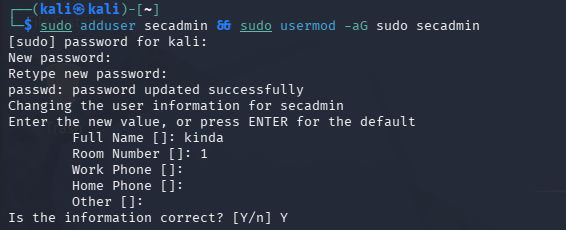 ┌──(kali㉿kali)-[~]
└─$ sudo adduser secadmin && sudo usermod -aG sudo secadmin
[sudo] password for kali:
New password:
Retype new password:
passwd: password updated successfully
Changing the user information for secadmin
Enter the new value, or press ENTER for the default
        Full Name []: kinda
        Room Number []: 1
        Work Phone []:
        Home Phone []:
        Other []:
Is the information correct? [Y/n] Y